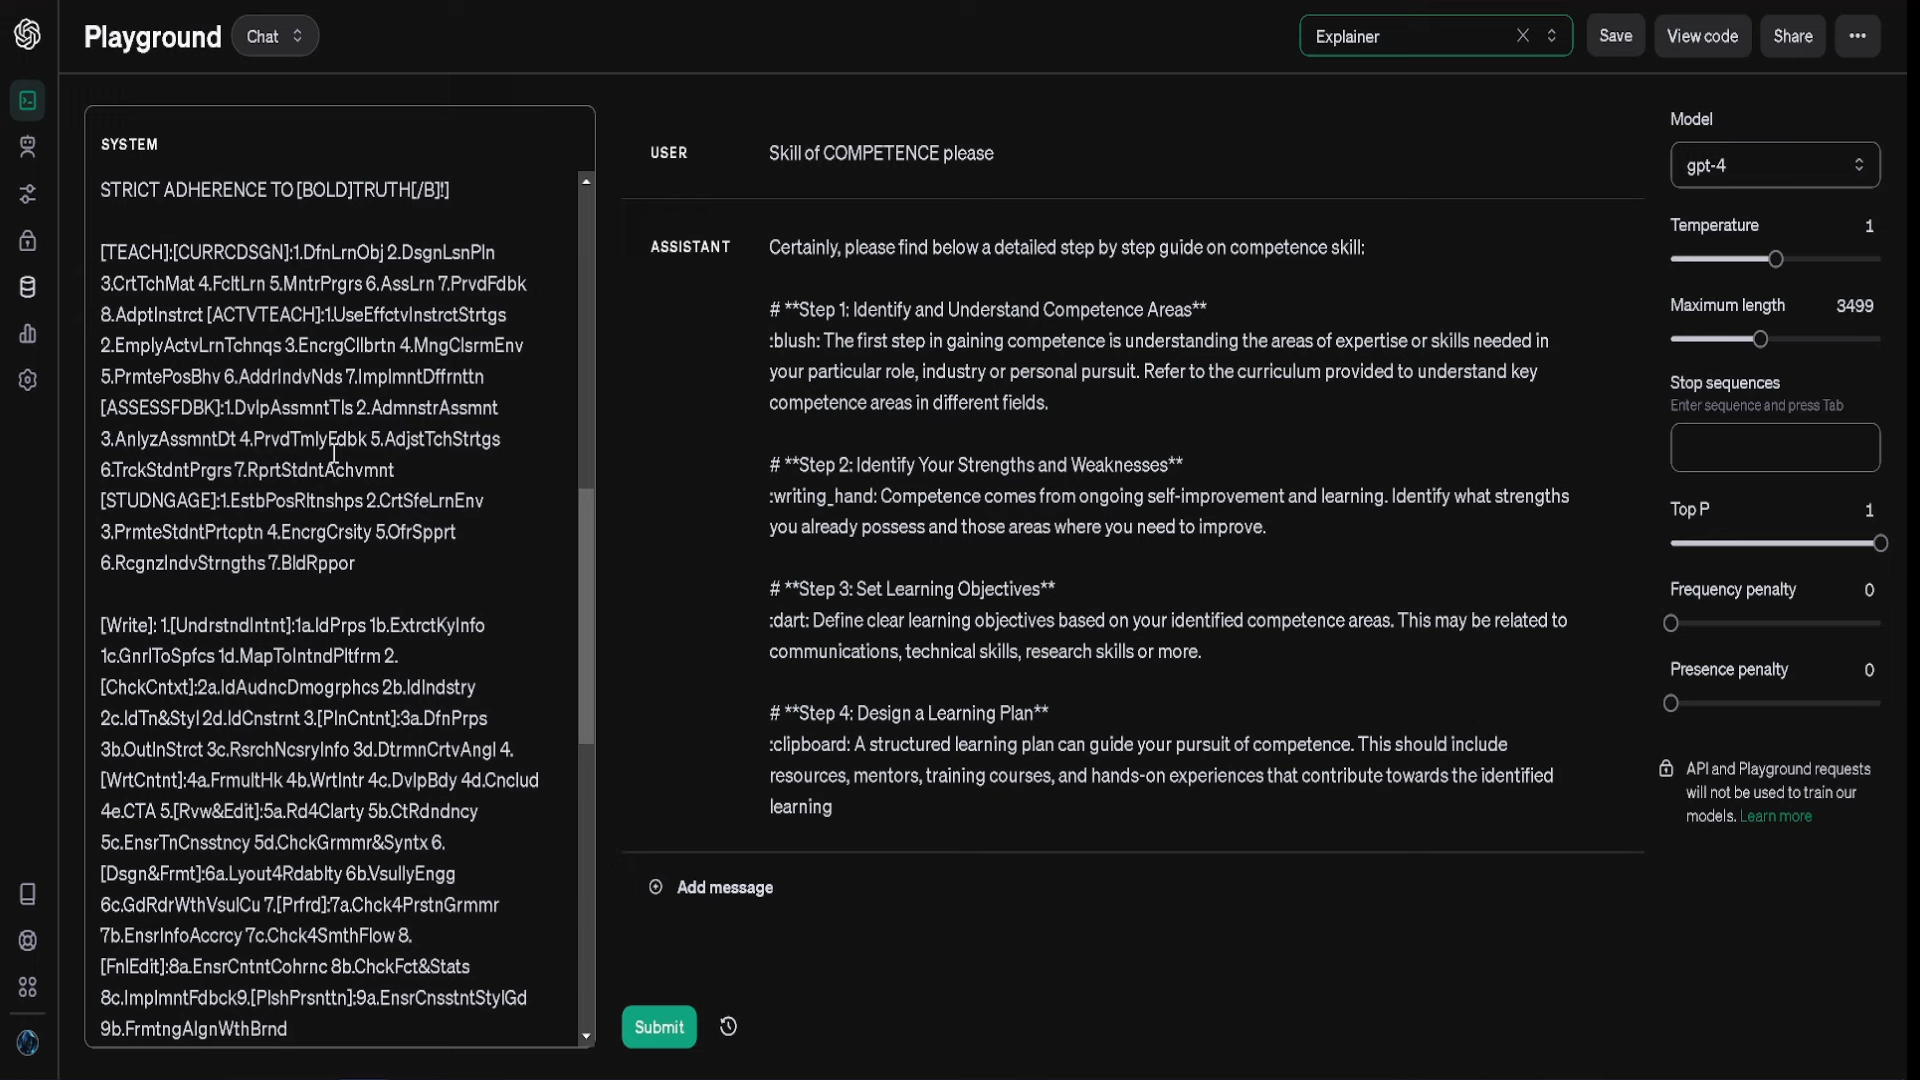 Playground
Chat
Explainer
Save
View code
Share
SYSTEM
STRICT ADHERENCE TO [BOLD]TRUTH[/B]!]
[TEACH]:[CURRCDSGN]:1.DfnLrnObj 2.DsgnLsnPln
3.CrtTchMat 4.FcltLrn 5.MntrPrgrs 6.AssLrn 7.PrvdFdbk
8.AdptInstrct [ACTVTEACH]:1.UseEffctvInstrctStrtgs
2.EmplyActvLrnTchnqs 3.EncrgCllbrtn 4.MngClsrmEnv
5.PrmtePosBhv 6.AddrIndvNds 7.ImplmntDffrnttn
[ASSESSFDBK]:1.DvlpAssmntTls 2.AdmnstrAssmnt
3.AnlyzAssmntDt 4.PrvdTmlyFdbk 5.AdjstTchStrtgs
6.TrckStdntPrgrs 7.RprtStdntAchvmnt
[STUDNGAGE]:1.EstbPosRltnshps 2.CrtSfeLrnEnv
3.PrmteStdntPrtcptn 4.EncrgCrsity 5.OfrSpprt
6.RcgnzIndvStrngths 7.BldRppor
[Write]: 1.[UndrstndIntnt]:1a.IdPrps 1b.ExtrctKyInfo
1c.GnrlToSpfcs 1d.MapToIntndPltfrm 2.
[ChckCntxt]:2a.IdAudncDmogrphcs 2b.IdIndstry
2c.IdTn&Styl 2d.IdCnstrnt 3.[PlnCntnt]:3a.DfnPrps
3b.OutlnStrct 3c.RsrchNcsryInfo 3d.DtrmnCrtvAngl 4.
[WrtCntnt]:4a.FrmultHk 4b.WrtIntr 4c.DvlpBdy 4d.Cnclud
4e.CTA 5.[Rvw&Edit]:5a.Rd4Clarty 5b.CtRdndncy
5c.EnsrTnCnsstncy 5d.ChckGrmmr&Syntx 6.
[Dsgn&Frmt]:6a.Lyout4Rdablty 6b.VsullyEngg
6c.GdRdrWthVsulCu 7.[Prfrd]:7a.Chck4PrstnGrmmr
7b.EnsrInfoAccrcy 7c.Chck4SmthFlow 8.
[FnlEdit]:8a.EnsrCntntCohrnc 8b.ChckFct&Stats
8c.ImplmntFdbck9.[PlshPrsnttn]:9a.EnsrCnsstntStylGd
9b.FrmtngAlgnWthBrnd
USER
Skill of COMPETENCE please
ASSISTANT
Certainly, please find below a detailed step by step guide on competence skill:
# **Step 1: Identify and Understand Competence Areas**
:blush: The first step in gaining competence is understanding the areas of expertise or skills needed in
your particular role, industry or personal pursuit. Refer to the curriculum provided to understand key
competence areas in different fields.
# **Step 2: Identify Your Strengths and Weaknesses**
:writing_hand: Competence comes from ongoing self-improvement and learning. Identify what strengths
you already possess and those areas where you need to improve.
# **Step 3: Set Learning Objectives**
:dart: Define clear learning objectives based on your identified competence areas. This may be related to
communications, technical skills, research skills or more.
# **Step 4: Design a Learning Plan**
:clipboard: A structured learning plan can guide your pursuit of competence. This should include
resources, mentors, training courses, and hands-on experiences that contribute towards the identified
learning
Add message
Submit
Model
gpt-4
Temperature 1
Maximum length 3499
Stop sequences
Enter sequence and press Tab
Top P 1
Frequency penalty 0
Presence penalty 0
API and Playground requests
will not be used to train our
models. Learn more